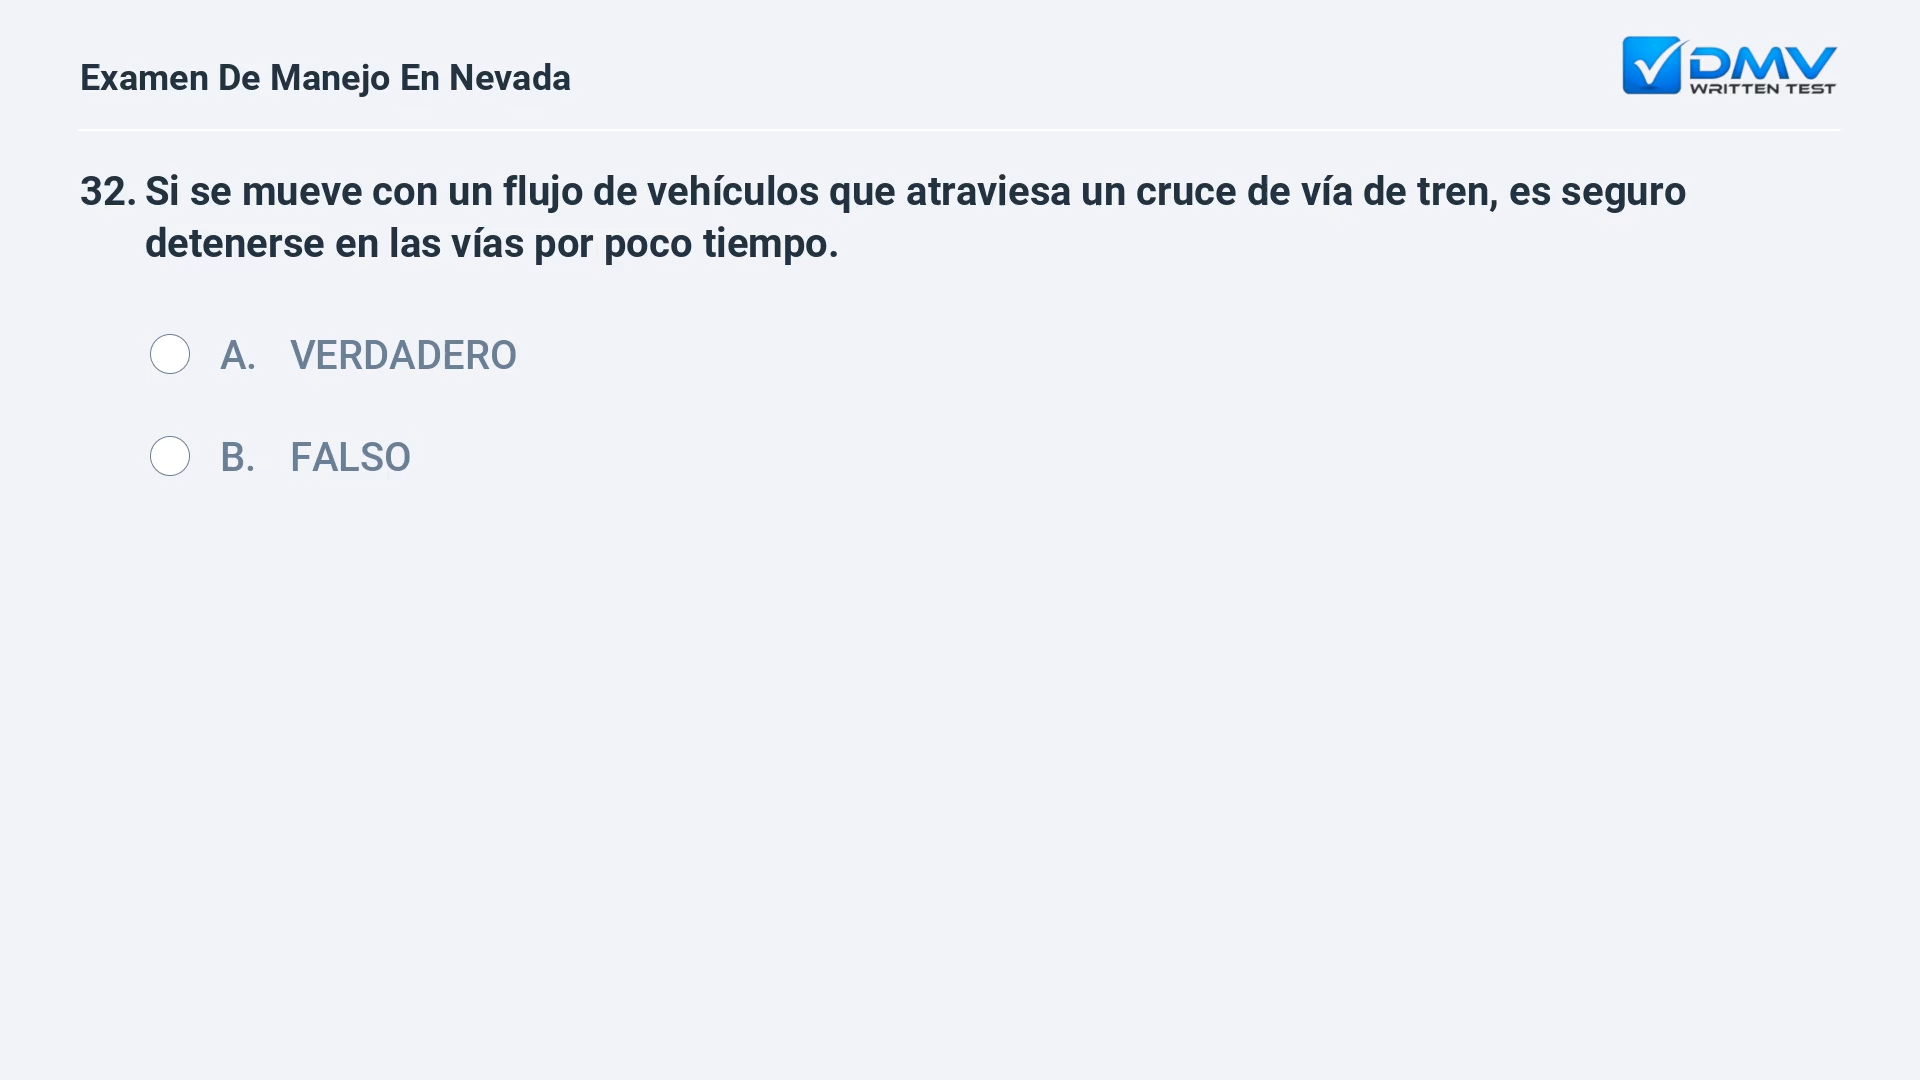 Examen De Manejo En Nevada
DMV
WRITTEN TEST
32. Si se mueve con un flujo de vehículos que atraviesa un cruce de vía de tren, es seguro
detenerse en las vías por poco tiempo.
A. VERDADERO
B. FALSO